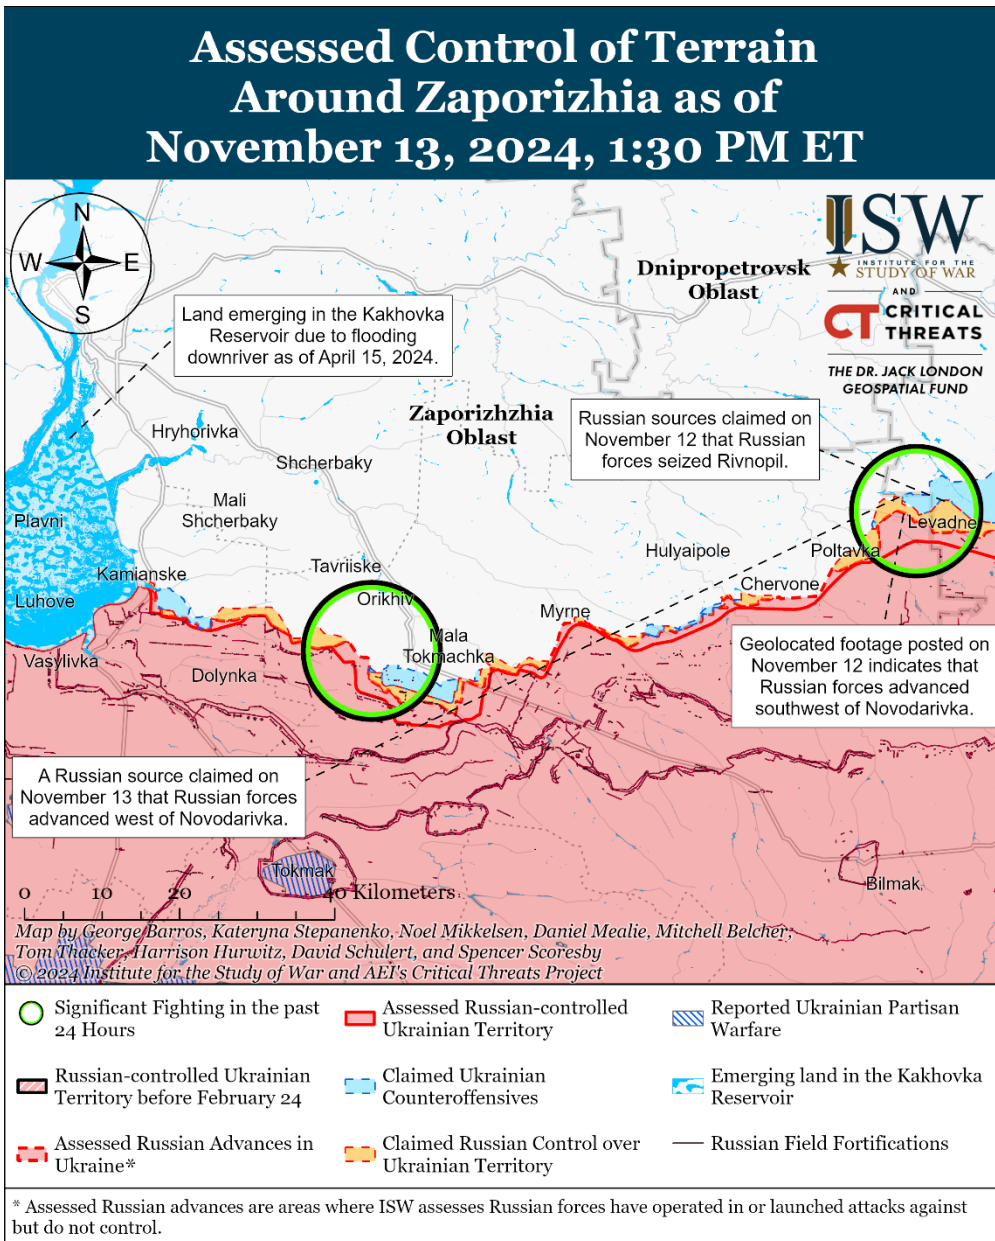 Assessed Control of Terrain
Around Zaporizhia as of
November 13, 2024, 1:30 PM ET
N
W
E
S
ISW
INSTITUTE FOR THE
STUDY OF WAR
AND
CT CRITICAL
THREATS
THE DR. JACK LONDON
GEOSPATIAL FUND
Dnipropetrovsk
Oblast
Land emerging in the Kakhovka
Reservoir due to flooding
downriver as of April 15, 2024.
Zaporizhzhia
Oblast
Russian sources claimed on
November 12 that Russian
forces seized Rivnopil.
Hryhorivka
Shcherbaky
Mali
Shcherbaky
Plavni
Levadne
Hulyaipole
Poltavka
Tavriiske
Kamianske
Chervone
Luhove
Orikhiv
Myrne
Mala
Tokmachka
Vasylivka
Dolynka
Geolocated footage posted on
November 12 indicates that
Russian forces advanced
southwest of Novodarivka.
A Russian source claimed on
November 13 that Russian forces
advanced west of Novodarivka.
Tokmak
Bilmak
0 10 20 40 Kilometers
Map by George Barros, Kateryna Stepanenko, Noel Mikkelsen, Daniel Mealie, Mitchell Belcher,
Tom Thacker, Harrison Hurwitz, David Schulert, and Spencer Scoresby
© 2024 Institute for the Study of War and AEI's Critical Threats Project
Significant Fighting in the past
24 Hours
Assessed Russian-controlled
Ukrainian Territory
Reported Ukrainian Partisan
Warfare
Russian-controlled Ukrainian
Territory before February 24
Claimed Ukrainian
Counteroffensives
Emerging land in the Kakhovka
Reservoir
Assessed Russian Advances in
Ukraine*
Claimed Russian Control over
Ukrainian Territory
Russian Field Fortifications
* Assessed Russian advances are areas where ISW assesses Russian forces have operated in or launched attacks against
but do not control.